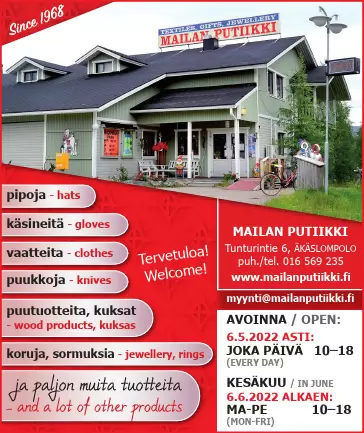 Since 1968
TEXTILES, GIFTS, JEWELLERY
MAILAN PUTIIKKI
pipoja - hats
käsineitä - gloves
vaatteita - clothes
puukkoja - knives
puutuotteita, kuksat
- wood products, kuksas
koruja, sormuksia - jewellery, rings
ja paljon muita tuotteita
- and a lot of other products
Tervetuloa!
Welcome!
MAILAN PUTIIKKI
Tunturintie 6, ÄKÄSLOMPOLO
puh./tel. 016 569 235
www.mailanputiikki.fi
myynti@mailanputiikki.fi
AVOINNA / OPEN:
6.5.2022 ASTI:
JOKA PÄIVÄ 10–18
(EVERY DAY)
KESÄKUU / IN JUNE
6.6.2022 ALKAEN:
MA-PE 10–18
(MON-FRI)